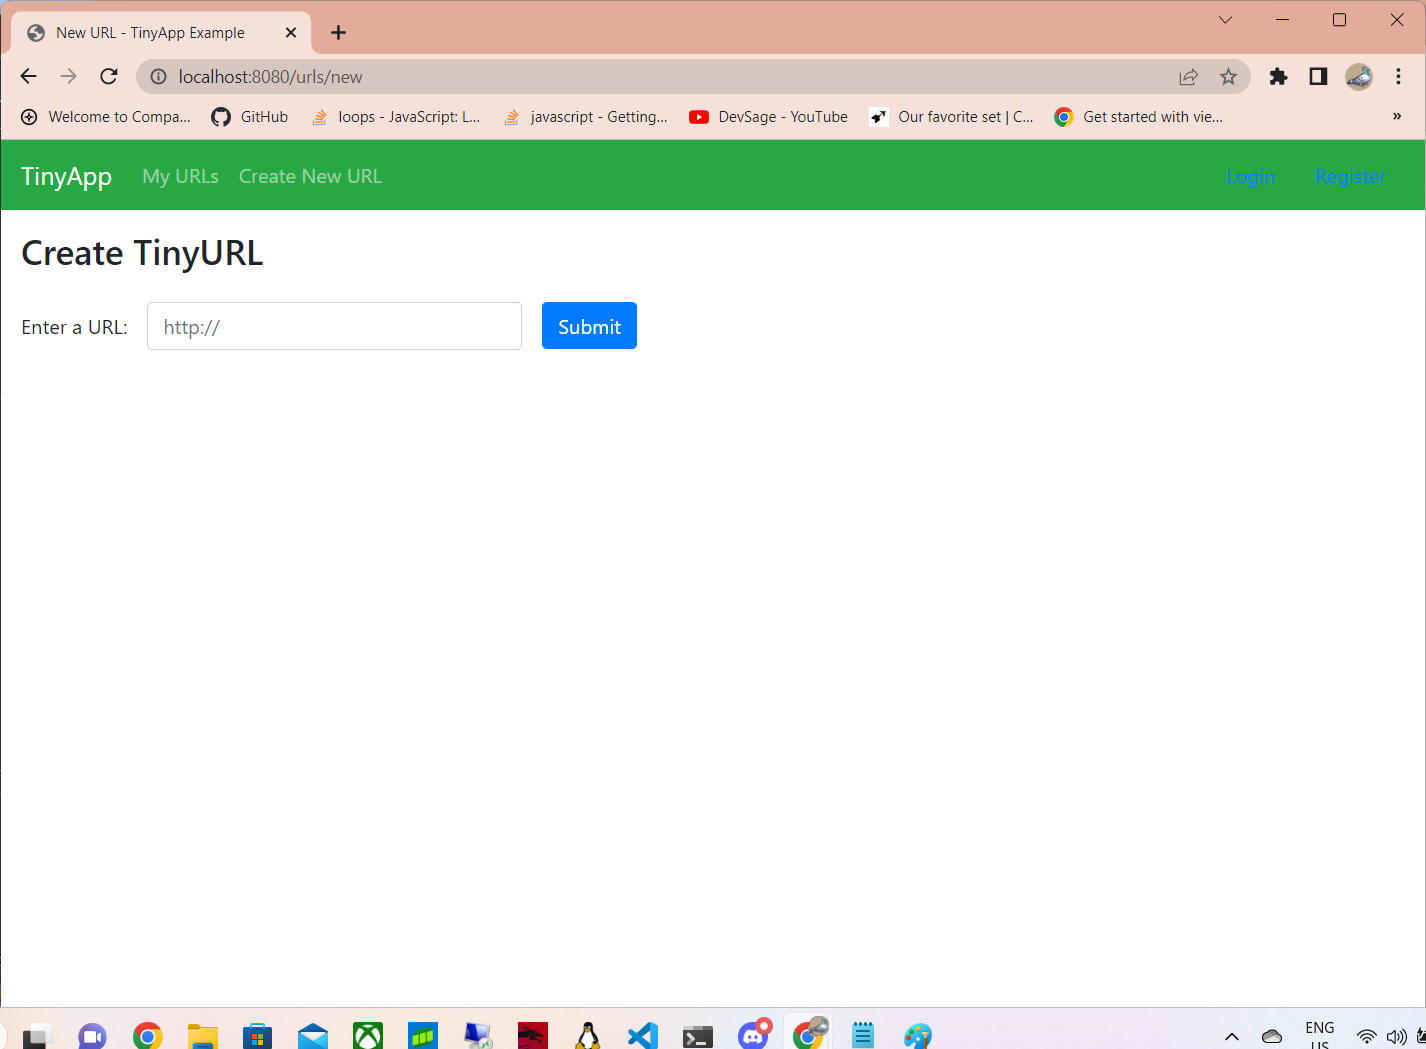 New URL - TinyApp Example
localhost:8080/urls/new
Welcome to Compa... GitHub loops - JavaScript: L... javascript - Getting... DevSage - YouTube Our favorite set | C... Get started with vie... »
TinyApp My URLs Create New URL Login Register
Create TinyURL
Enter a URL: http:// Submit
ENG
US